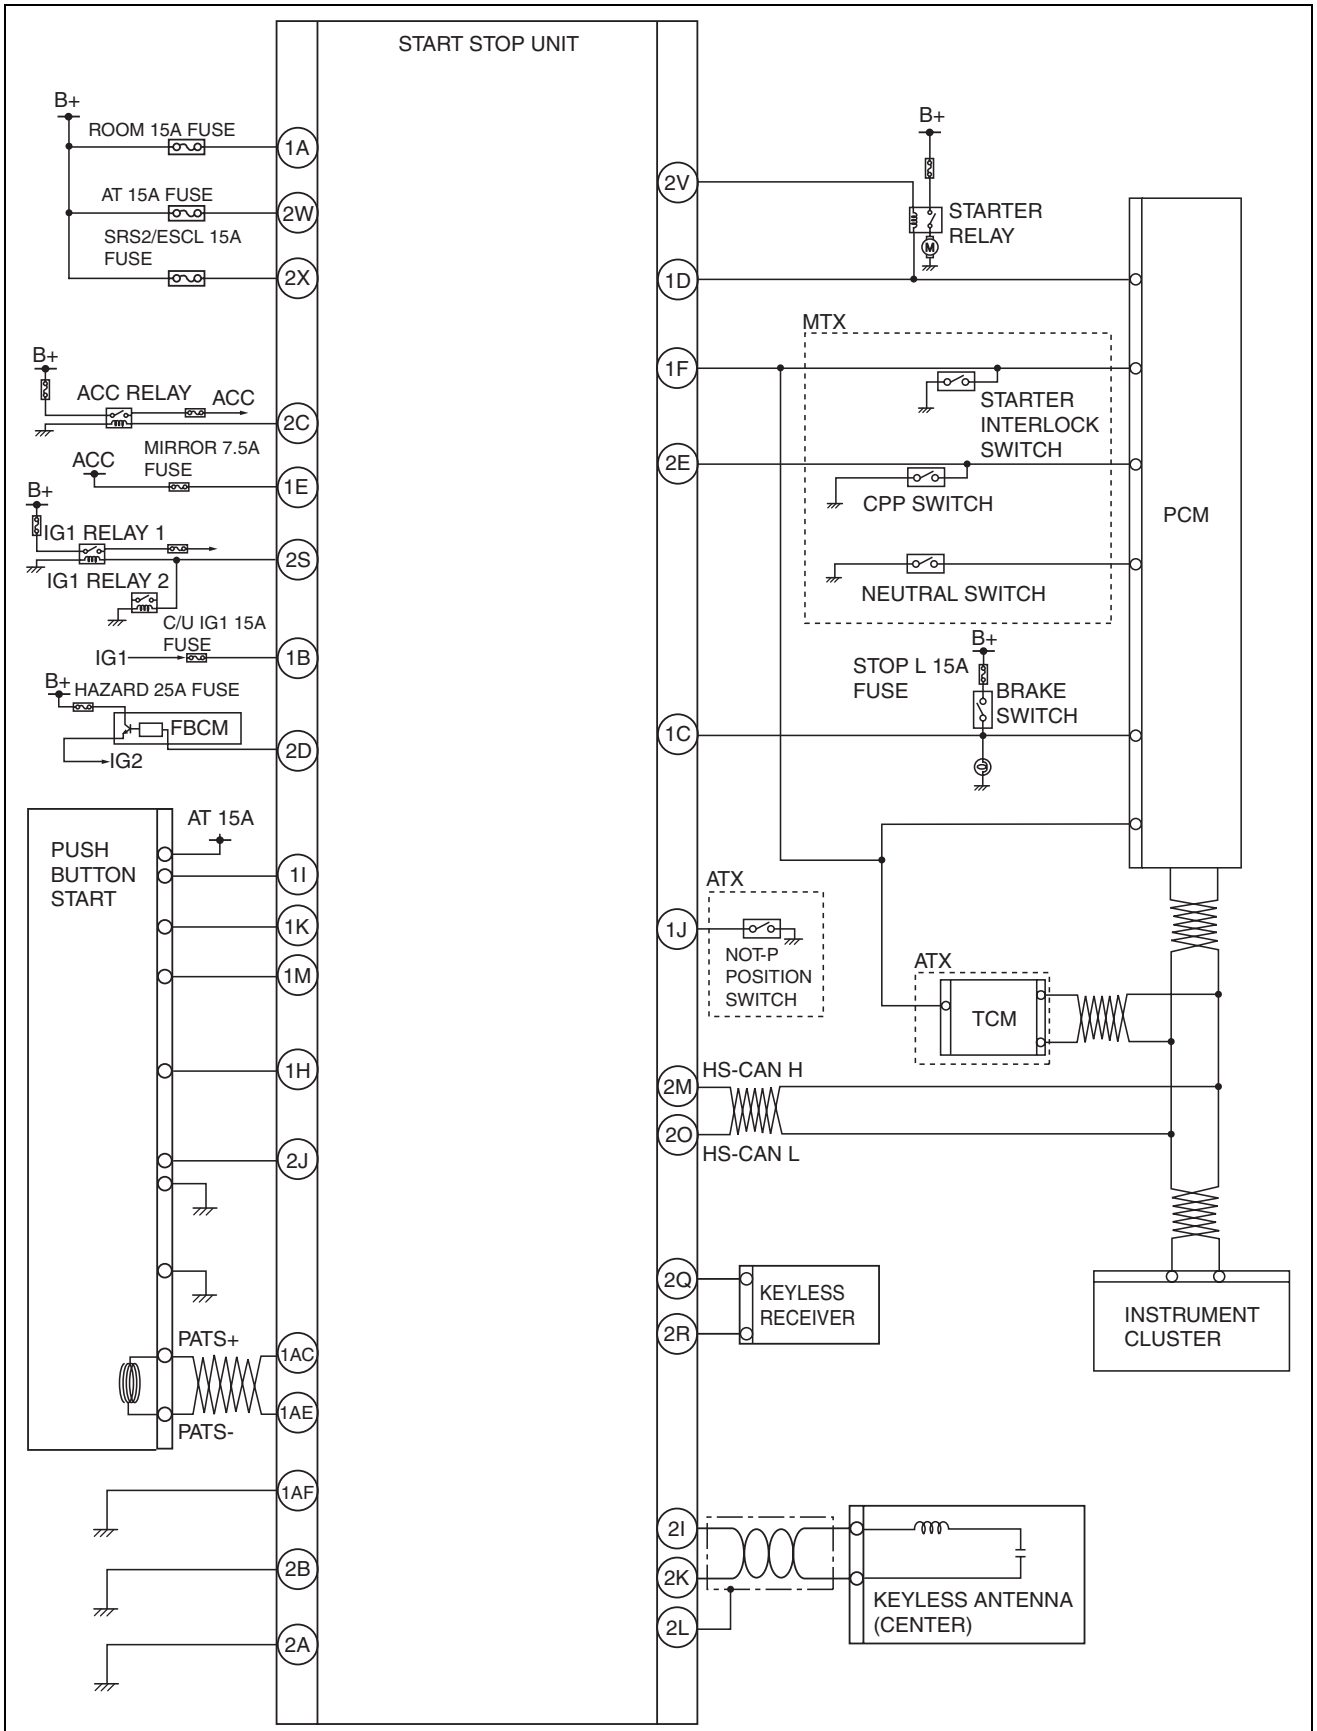 START STOP UNIT
B+
ROOM 15A FUSE
1A
AT 15A FUSE
2W
SRS2/ESCL 15A
FUSE
2X
B+
ACC RELAY
ACC
2C
MIRROR 7.5A
FUSE
ACC
1E
B+
IG1 RELAY 1
2S
IG1 RELAY 2
C/U IG1 15A
FUSE
IG1
1B
B+
HAZARD 25A FUSE
FBCM
2D
IG2
PUSH
BUTTON
START
AT 15A
1I
1K
1M
1H
2J
PATS+
1AC
1AE
PATS-
1AF
2B
2A
B+
2V
STARTER
RELAY
M
1D
MTX
1F
STARTER
INTERLOCK
SWITCH
2E
CPP SWITCH
PCM
NEUTRAL SWITCH
B+
STOP L 15A
FUSE
BRAKE
SWITCH
1C
ATX
1J
NOT-P
POSITION
SWITCH
ATX
TCM
2M
HS-CAN H
2O
HS-CAN L
2Q
2R
KEYLESS
RECEIVER
INSTRUMENT
CLUSTER
2I
2K
2L
KEYLESS ANTENNA
(CENTER)